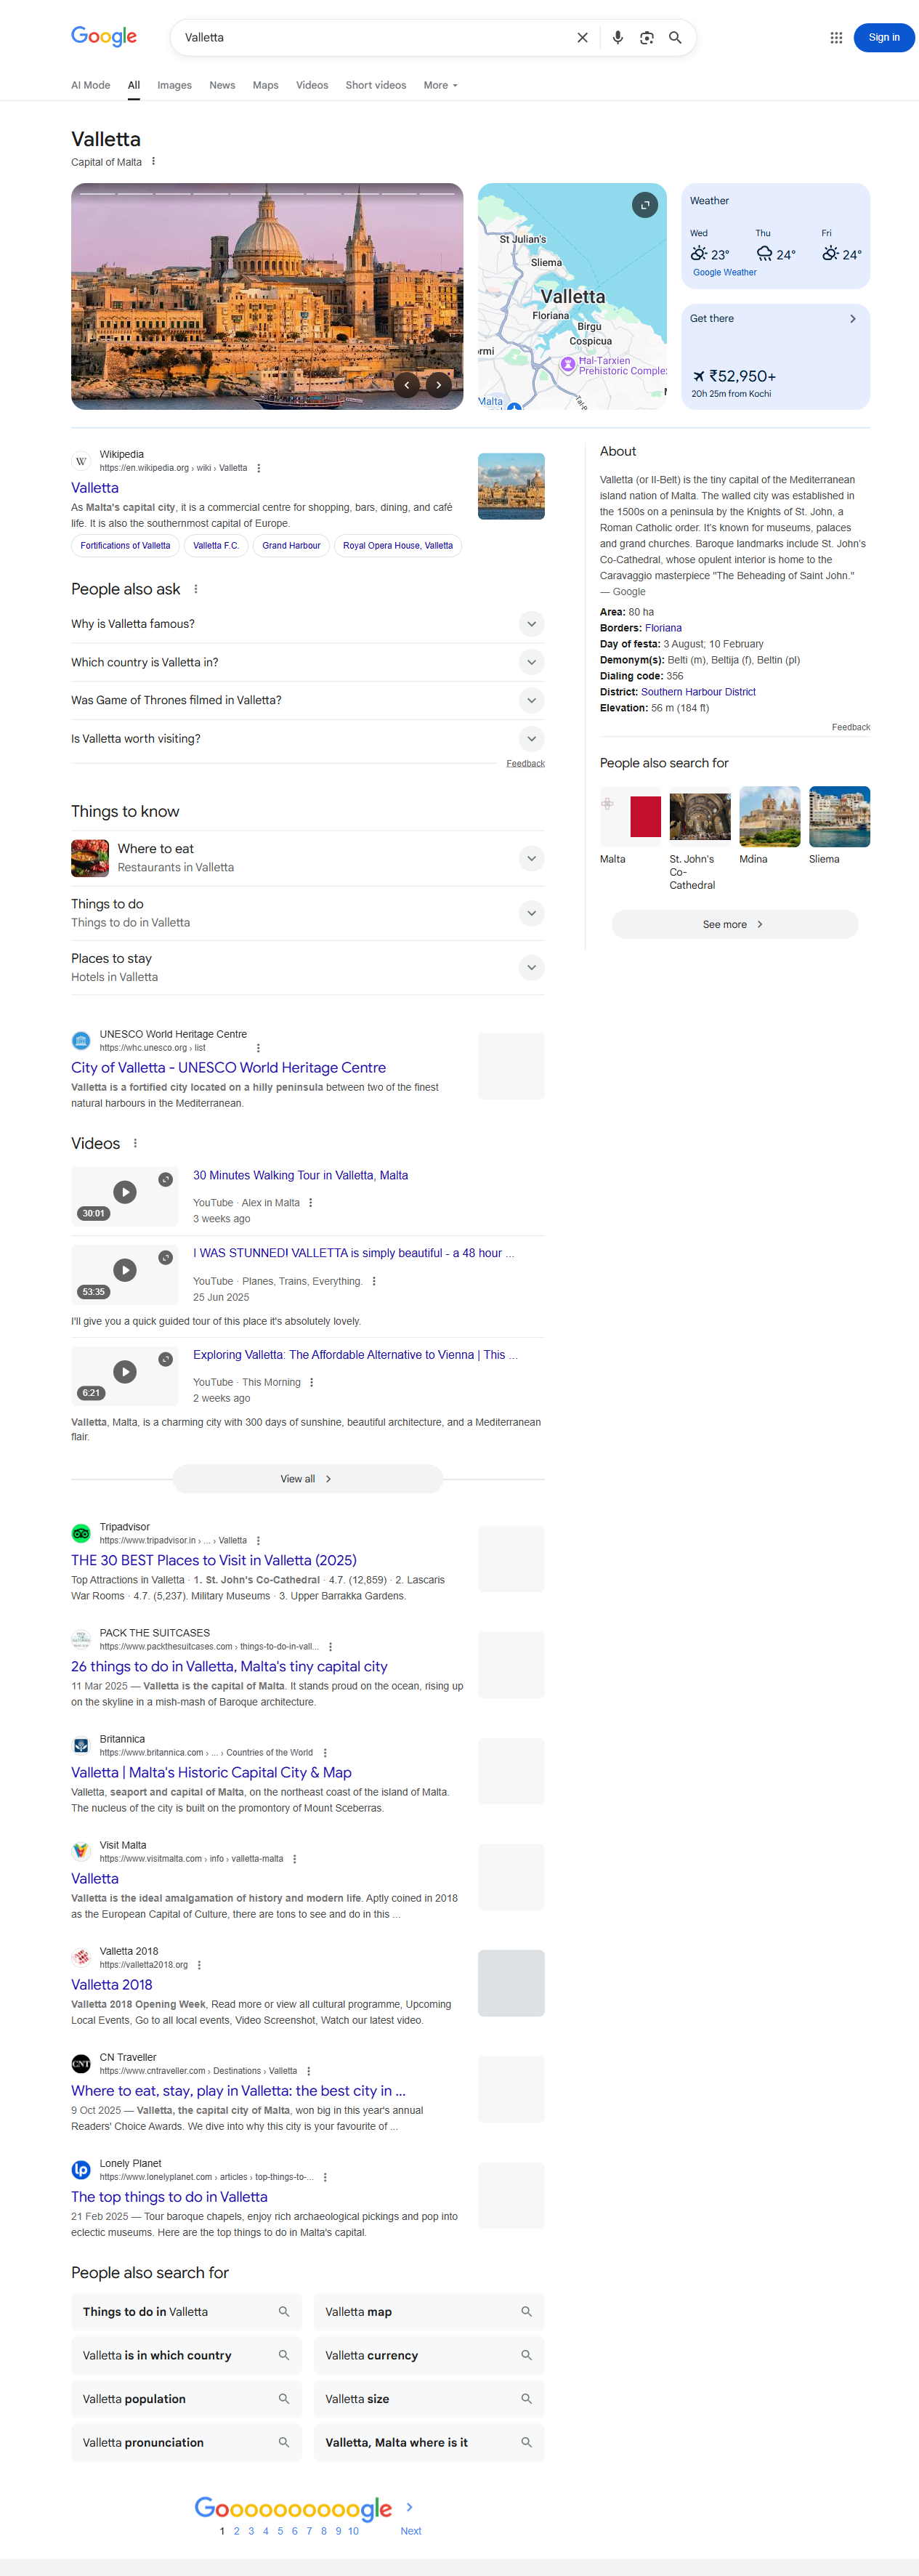 Google
Valletta
Sign in
AI Mode
All
Images
News
Maps
Videos
Short videos
More
Valletta
Capital of Malta
St Julian's
Sliema
Valletta
Floriana
Birgu
Cospicua
ormi
Ħal-Tarxien
Prehistoric Complex
Malta
Tal-B
Weather
Wed
Thu
Fri
23°
24°
24°
Google Weather
Get there
₹52,950+
20h 25m from Kochi
Wikipedia
https://en.wikipedia.org › wiki › Valletta
Valletta
As Malta's capital city, it is a commercial centre for shopping, bars, dining, and café
life. It is also the southernmost capital of Europe.
Fortifications of Valletta
Valletta F.C.
Grand Harbour
Royal Opera House, Valletta
People also ask
Why is Valletta famous?
Which country is Valletta in?
Was Game of Thrones filmed in Valletta?
Is Valletta worth visiting?
Feedback
Things to know
Where to eat
Restaurants in Valletta
Things to do
Things to do in Valletta
Places to stay
Hotels in Valletta
UNESCO World Heritage Centre
https://whc.unesco.org › list
City of Valletta - UNESCO World Heritage Centre
Valletta is a fortified city located on a hilly peninsula between two of the finest
natural harbours in the Mediterranean.
Videos
30:01
30 Minutes Walking Tour in Valletta, Malta
YouTube · Alex in Malta
3 weeks ago
53:35
I WAS STUNNED! VALLETTA is simply beautiful - a 48 hour ...
YouTube · Planes, Trains, Everything.
25 Jun 2025
I'll give you a quick guided tour of this place it's absolutely lovely.
6:21
Exploring Valletta: The Affordable Alternative to Vienna | This ...
YouTube · This Morning
2 weeks ago
Valletta, Malta, is a charming city with 300 days of sunshine, beautiful architecture, and a Mediterranean
flair.
View all
Tripadvisor
https://www.tripadvisor.in › ... › Valletta
THE 30 BEST Places to Visit in Valletta (2025)
Top Attractions in Valletta · 1. St. John's Co-Cathedral · 4.7. (12,859) · 2. Lascaris
War Rooms · 4.7. (5,237). Military Museums · 3. Upper Barrakka Gardens.
PACK THE SUITCASES
https://www.packthesuitcases.com › things-to-do-in-vall...
26 things to do in Valletta, Malta's tiny capital city
11 Mar 2025 — Valletta is the capital of Malta. It stands proud on the ocean, rising up
on the skyline in a mish-mash of Baroque architecture.
Britannica
https://www.britannica.com › ... › Countries of the World
Valletta | Malta's Historic Capital City & Map
Valletta, seaport and capital of Malta, on the northeast coast of the island of Malta.
The nucleus of the city is built on the promontory of Mount Sceberras.
Visit Malta
https://www.visitmalta.com › info › valletta-malta
Valletta
Valletta is the ideal amalgamation of history and modern life. Aptly coined in 2018
as the European Capital of Culture, there are tons to see and do in this ...
Valletta 2018
https://valletta2018.org
Valletta 2018
Valletta 2018 Opening Week, Read more or view all cultural programme, Upcoming
Local Events, Go to all local events, Video Screenshot, Watch our latest video.
CNT
CN Traveller
https://www.cntraveller.com › Destinations › Valletta
Where to eat, stay, play in Valletta: the best city in ...
9 Oct 2025 — Valletta, the capital city of Malta, won big in this year's annual
Readers' Choice Awards. We dive into why this city is your favourite of ...
lp
Lonely Planet
https://www.lonelyplanet.com › articles › top-things-to-...
The top things to do in Valletta
21 Feb 2025 — Tour baroque chapels, enjoy rich archaeological pickings and pop into
eclectic museums. Here are the top things to do in Malta's capital.
People also search for
Things to do in Valletta
Valletta map
Valletta is in which country
Valletta currency
Valletta population
Valletta size
Valletta pronunciation
Valletta, Malta where is it
Goooooooooogle
1 2 3 4 5 6 7 8 9 10
Next
About
Valletta (or Il-Belt) is the tiny capital of the Mediterranean
island nation of Malta. The walled city was established in
the 1500s on a peninsula by the Knights of St. John, a
Roman Catholic order. It's known for museums, palaces
and grand churches. Baroque landmarks include St. John's
Co-Cathedral, whose opulent interior is home to the
Caravaggio masterpiece "The Beheading of Saint John."
— Google
Area: 80 ha
Borders: Floriana
Day of festa: 3 August; 10 February
Demonym(s): Belti (m), Beltija (f), Beltin (pl)
Dialing code: 356
District: Southern Harbour District
Elevation: 56 m (184 ft)
Feedback
People also search for
Malta
St. John's
Co-
Cathedral
Mdina
Sliema
See more